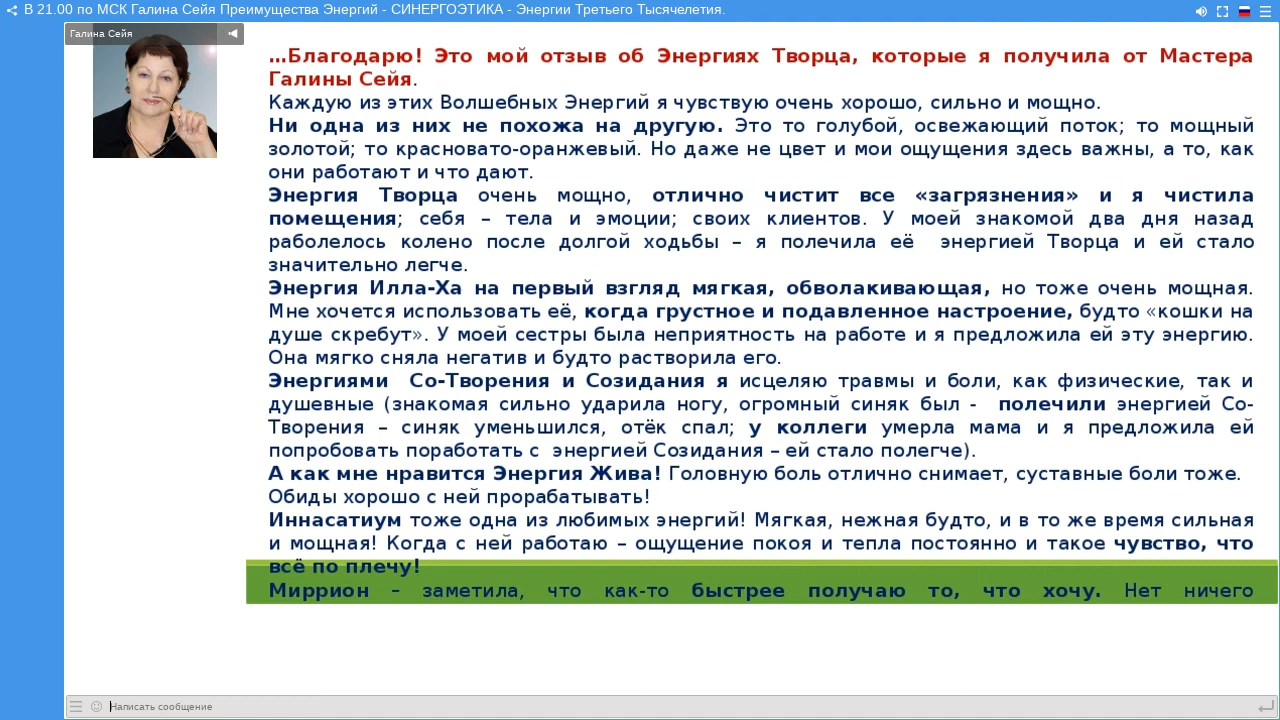 В 21.00 по МСК Галина Сейя Преимущества Энергий - СИНЕРГОЭТИКА - Энергии Третьего Тысячелетия.
Галина Сейя
…Благодарю! Это мой отзыв об Энергиях Творца, которые я получила от Мастера
Галины Сейя.
Каждую из этих Волшебных Энергий я чувствую очень хорошо, сильно и мощно.
Ни одна из них не похожа на другую. Это то голубой, освежающий поток; то мощный
золотой; то красновато-оранжевый. Но даже не цвет и мои ощущения здесь важны, а то, как
они работают и что дают.
Энергия Творца очень мощно, отлично чистит все «загрязнения» и я чистила
помещения; себя – тела и эмоции; своих клиентов. У моей знакомой два дня назад
раболелось колено после долгой ходьбы – я полечила её энергией Творца и ей стало
значительно легче.
Энергия Илла-Ха на первый взгляд мягкая, обволакивающая, но тоже очень мощная.
Мне хочется использовать её, когда грустное и подавленное настроение, будто «кошки на
душе скребут». У моей сестры была неприятность на работе и я предложила ей эту энергию.
Она мягко сняла негатив и будто растворила его.
Энергиями Со-Творения и Созидания я исцеляю травмы и боли, как физические, так и
душевные (знакомая сильно ударила ногу, огромный синяк был - полечили энергией Со-
Творения – синяк уменьшился, отёк спал; у коллеги умерла мама и я предложила ей
попробовать поработать с энергией Созидания – ей стало полегче).
А как мне нравится Энергия Жива! Головную боль отлично снимает, суставные боли тоже.
Обиды хорошо с ней прорабатывать!
Иннасатиум тоже одна из любимых энергий! Мягкая, нежная будто, и в то же время сильная
и мощная! Когда с ней работаю – ощущение покоя и тепла постоянно и такое чувство, что
всё по плечу!
Миррион – заметила, что как-то быстрее получаю то, что хочу. Нет ничего
Написать сообщение